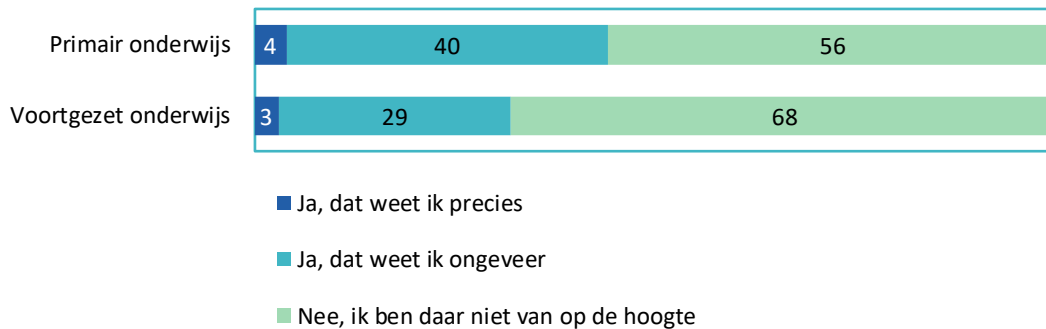 Primair onderwijs 4 40 56
Voortgezet onderwijs 3 29 68
Ja, dat weet ik precies
Ja, dat weet ik ongeveer
Nee, ik ben daar niet van op de hoogte